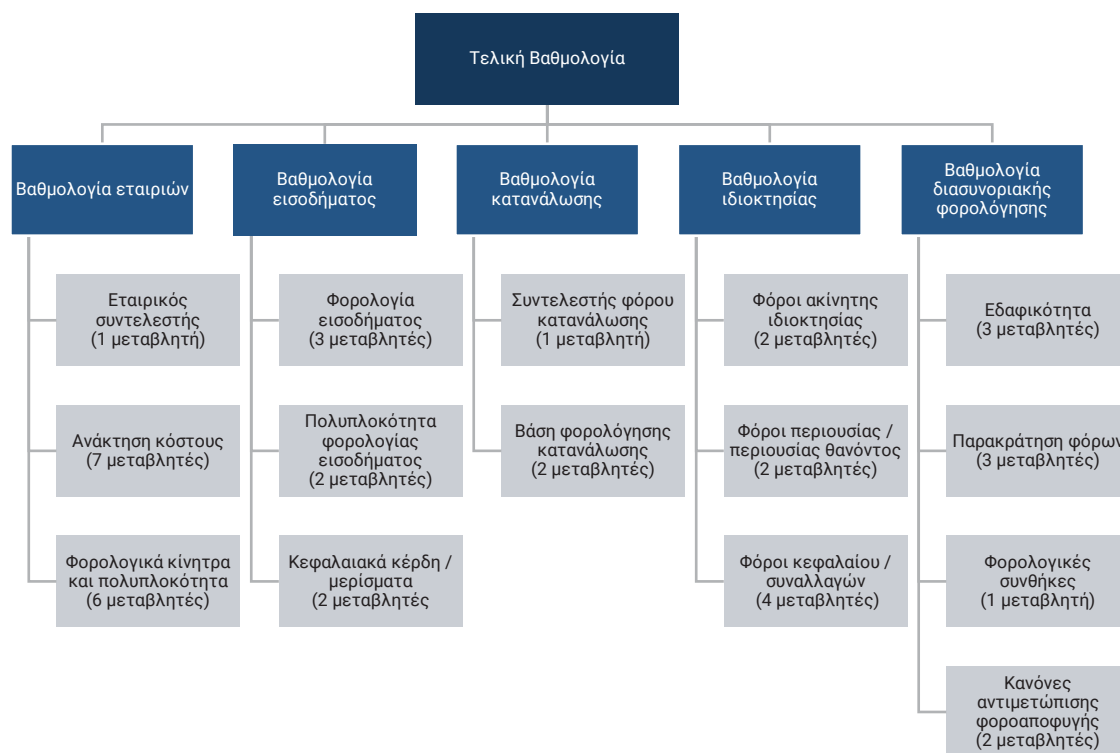 Τελική Βαθμολογία
Βαθμολογία εταιριών
Βαθμολογία
εισοδήματος
Βαθμολογία
κατανάλωσης
Βαθμολογία
ιδιοκτησίας
Βαθμολογία
διασυνοριακής
φορολόγησης
Εταιρικός
συντελεστής
(1 μεταβλητή)
Φορολογία
εισοδήματος
(3 μεταβλητές)
Συντελεστής φόρου
κατανάλωσης
(1 μεταβλητή)
Φόροι ακίνητης
ιδιοκτησίας
(2 μεταβλητές)
Εδαφικότητα
(3 μεταβλητές)
Ανάκτηση κόστους
(7 μεταβλητές)
Πολυπλοκότητα
φορολογίας
εισοδήματος
(2 μεταβλητές)
Βάση φορολόγησης
κατανάλωσης
(2 μεταβλητές)
Φόροι περιουσίας /
περιουσίας θανόντος
(2 μεταβλητές)
Παρακράτηση φόρων
(3 μεταβλητές)
Φορολογικά κίνητρα
και πολυπλοκότητα
(6 μεταβλητές)
Κεφαλαιακά κέρδη /
μερίσματα
(2 μεταβλητές
Φόροι κεφαλαίου /
συναλλαγών
(4 μεταβλητές)
Φορολογικές
συνθήκες
(1 μεταβλητή)
Κανόνες
αντιμετώπισης
φοροαποφυγής
(2 μεταβλητές)